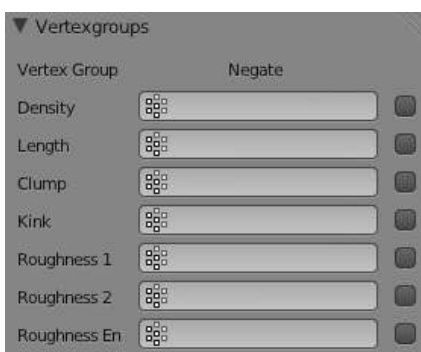 Vertexgroups
Vertex Group Negate
Density
Length
Clump
Kink
Roughness 1
Roughness 2
Roughness En